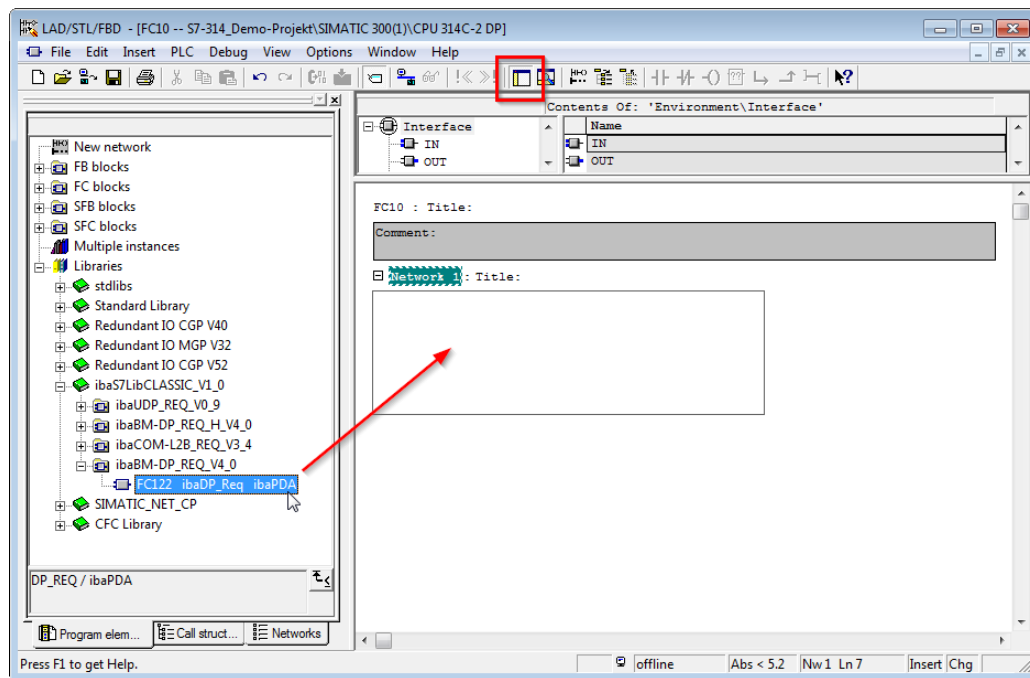 LAD/STL/FBD - [FC10 -- S7-314_Demo-Projekt\SIMATIC 300(1)\CPU 314C-2 DP]
File Edit Insert PLC Debug View Options Window Help
Contents Of: 'Environment\Interface'
Interface
IN
OUT
Name
IN
OUT
New network
FB blocks
FC blocks
SFB blocks
SFC blocks
Multiple instances
Libraries
stdlibs
Standard Library
Redundant IO CGP V40
Redundant IO MGP V32
Redundant IO CGP V52
ibaS7LibCLASSIC_V1_0
ibaUDP_REQ_V0_9
ibaBM-DP_REQ_H_V4_0
ibaCOM-L2B_REQ_V3_4
ibaBM-DP_REQ_V4_0
FC122 ibaDP_Req ibaPDA
SIMATIC_NET_CP
CFC Library
DP_REQ / ibaPDA
Program elem... Call struct... Networks
FC10 : Title:
Comment:
Network 1: Title:
Press F1 to get Help.
offline Abs < 5.2 Nw 1 Ln 7 Insert Chg